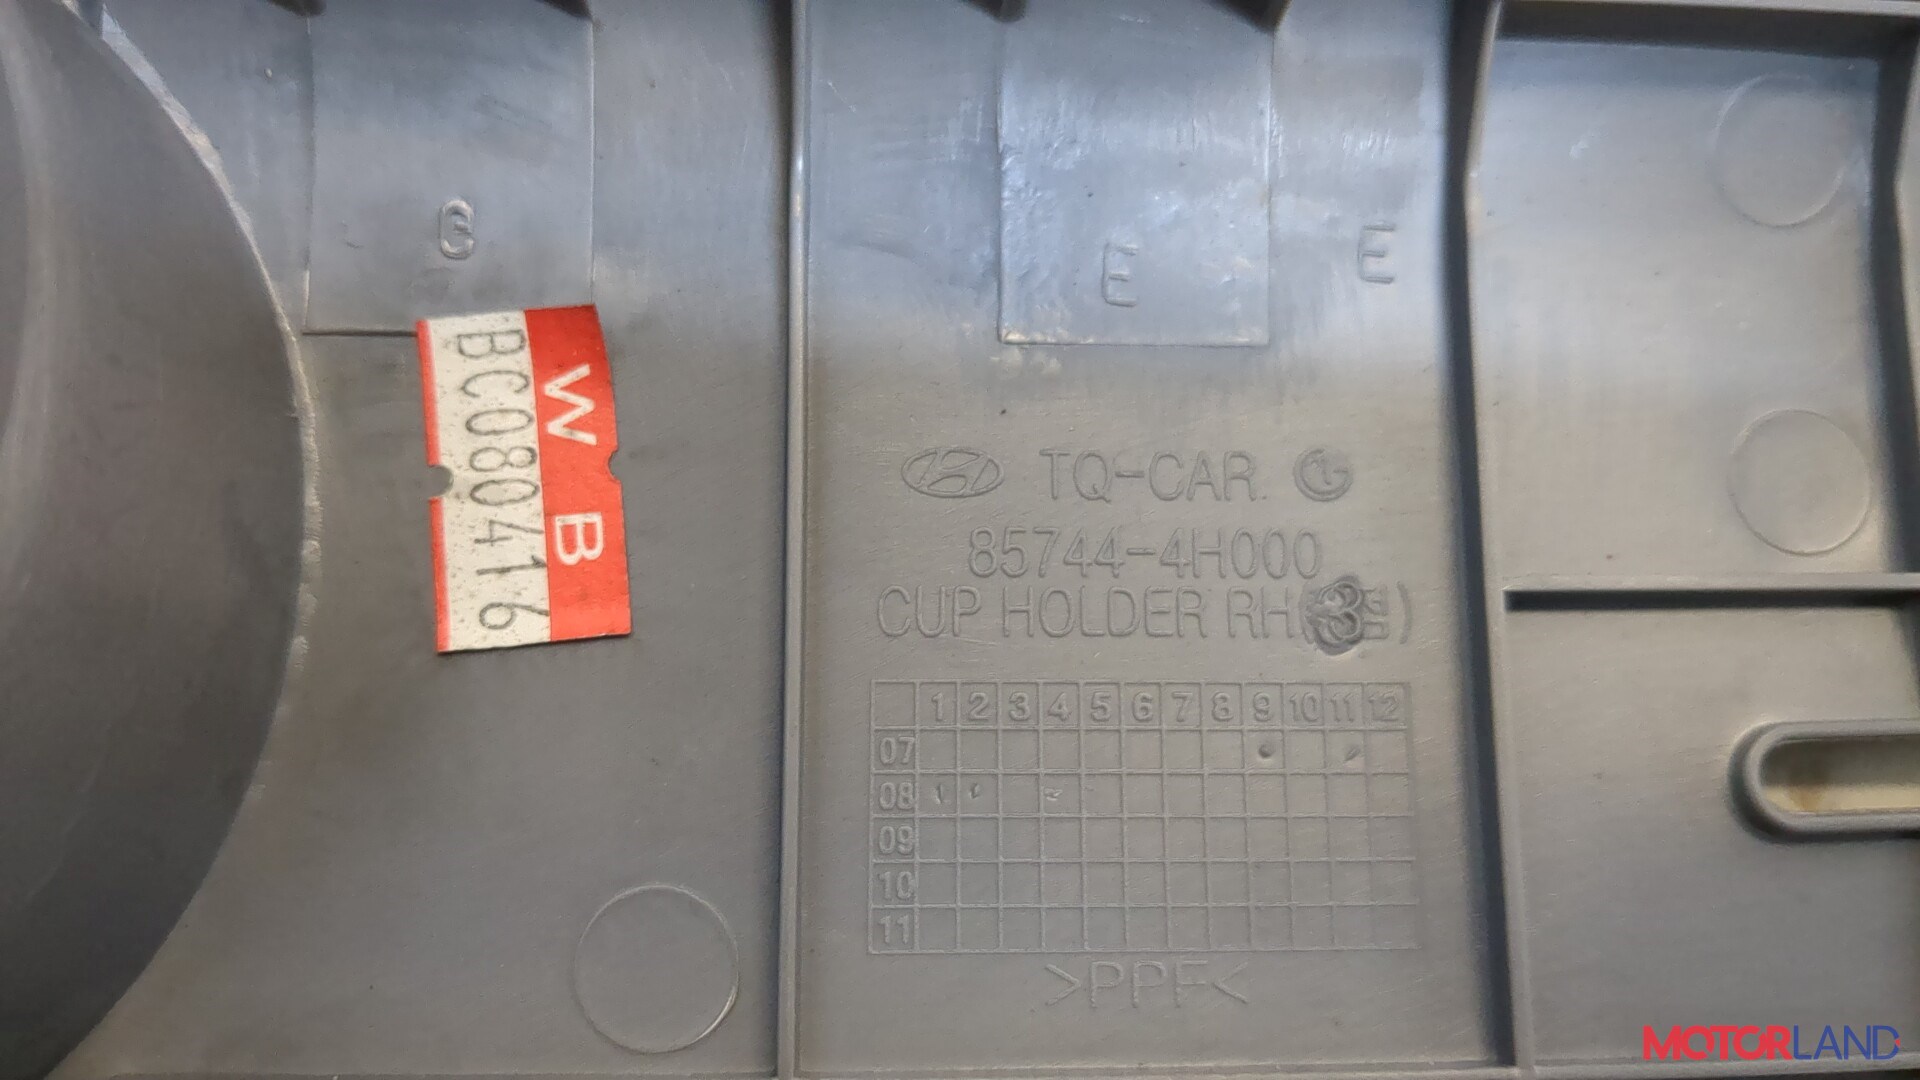 G
E
E
W B
BC080416
TQ-CAR
85744-4H000
CUP HOLDER RH
3
1 2 3 4 5 6 7 8 9 10 11 12
07
08
09
10
11
>PPF<
MOTORLAND